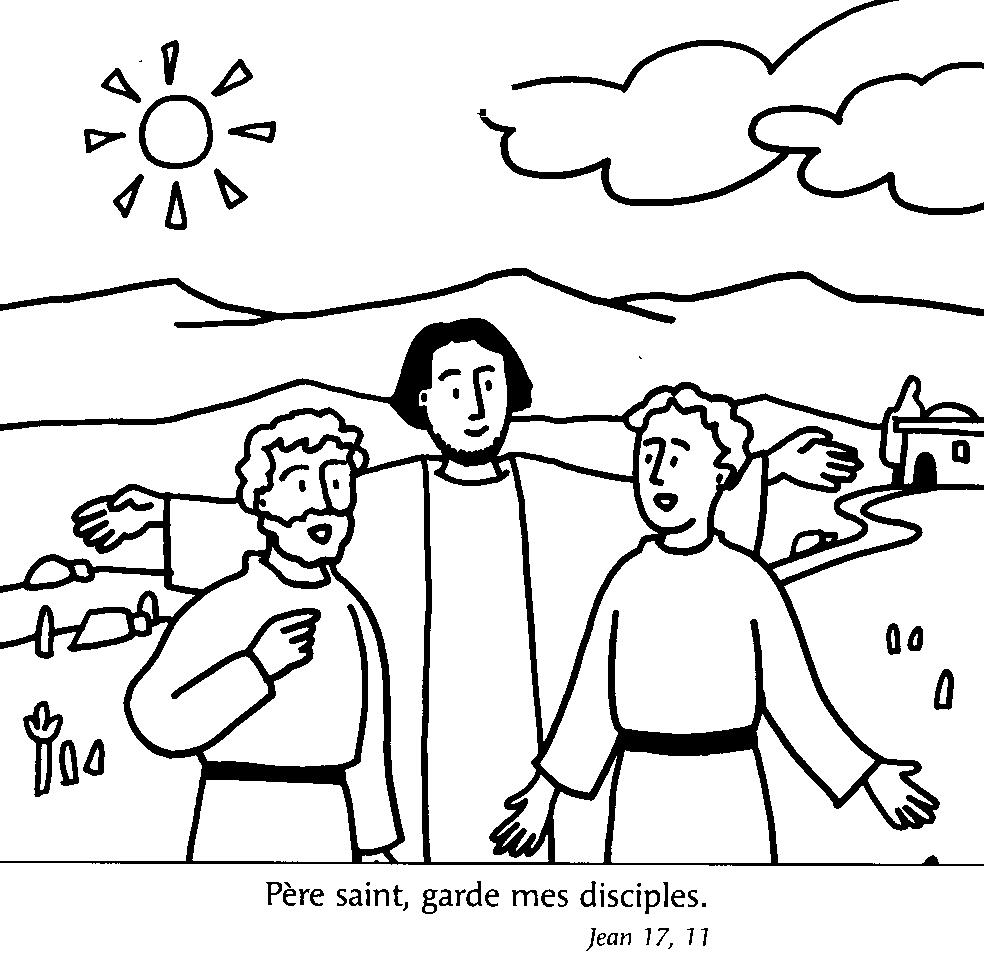 Père saint, garde mes disciples.
Jean 17, 11